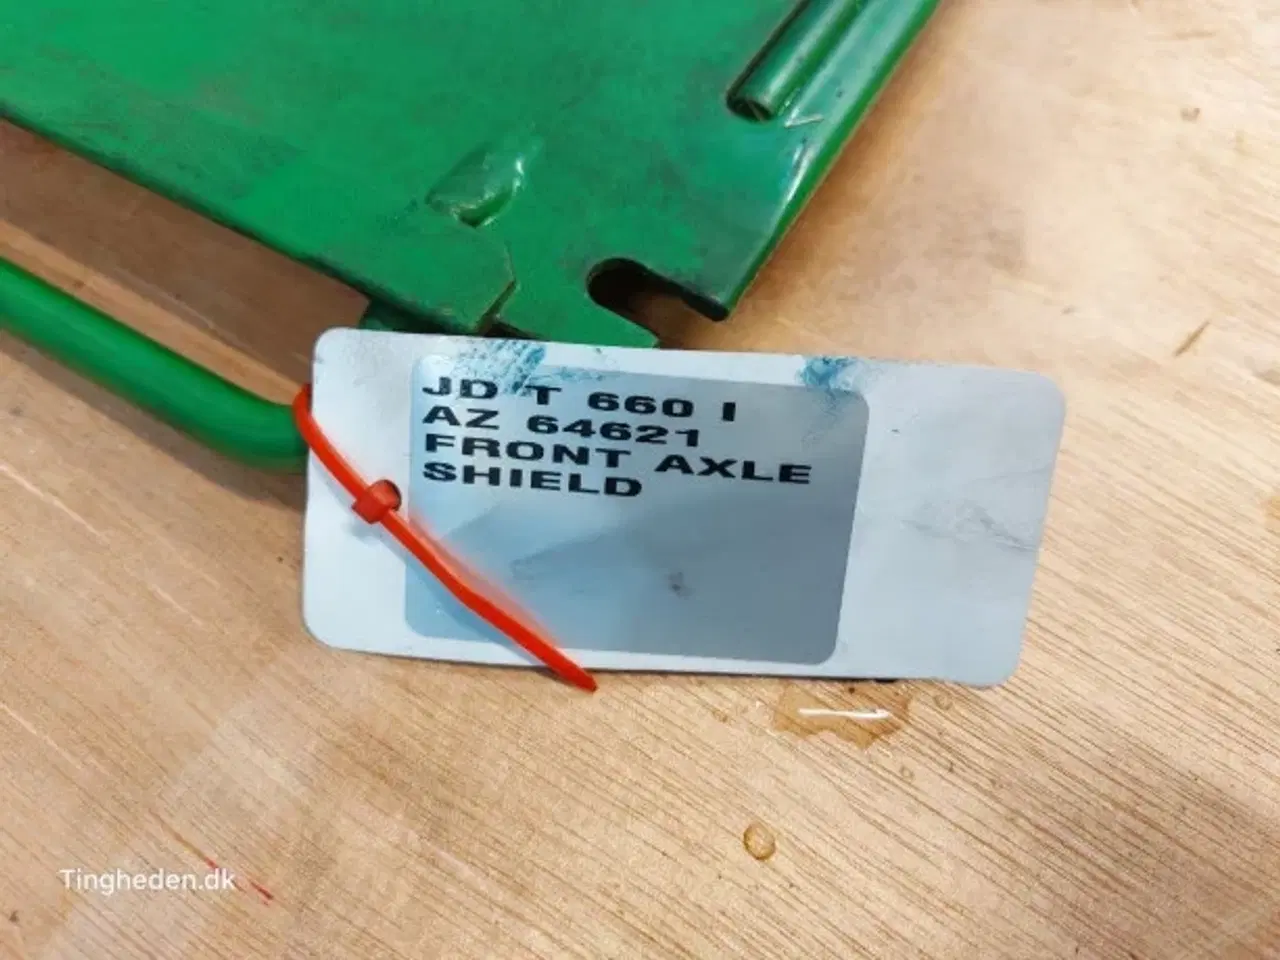 JD T 660 I
AZ 64621
FRONT AXLE
SHIELD
Tingheden.dk